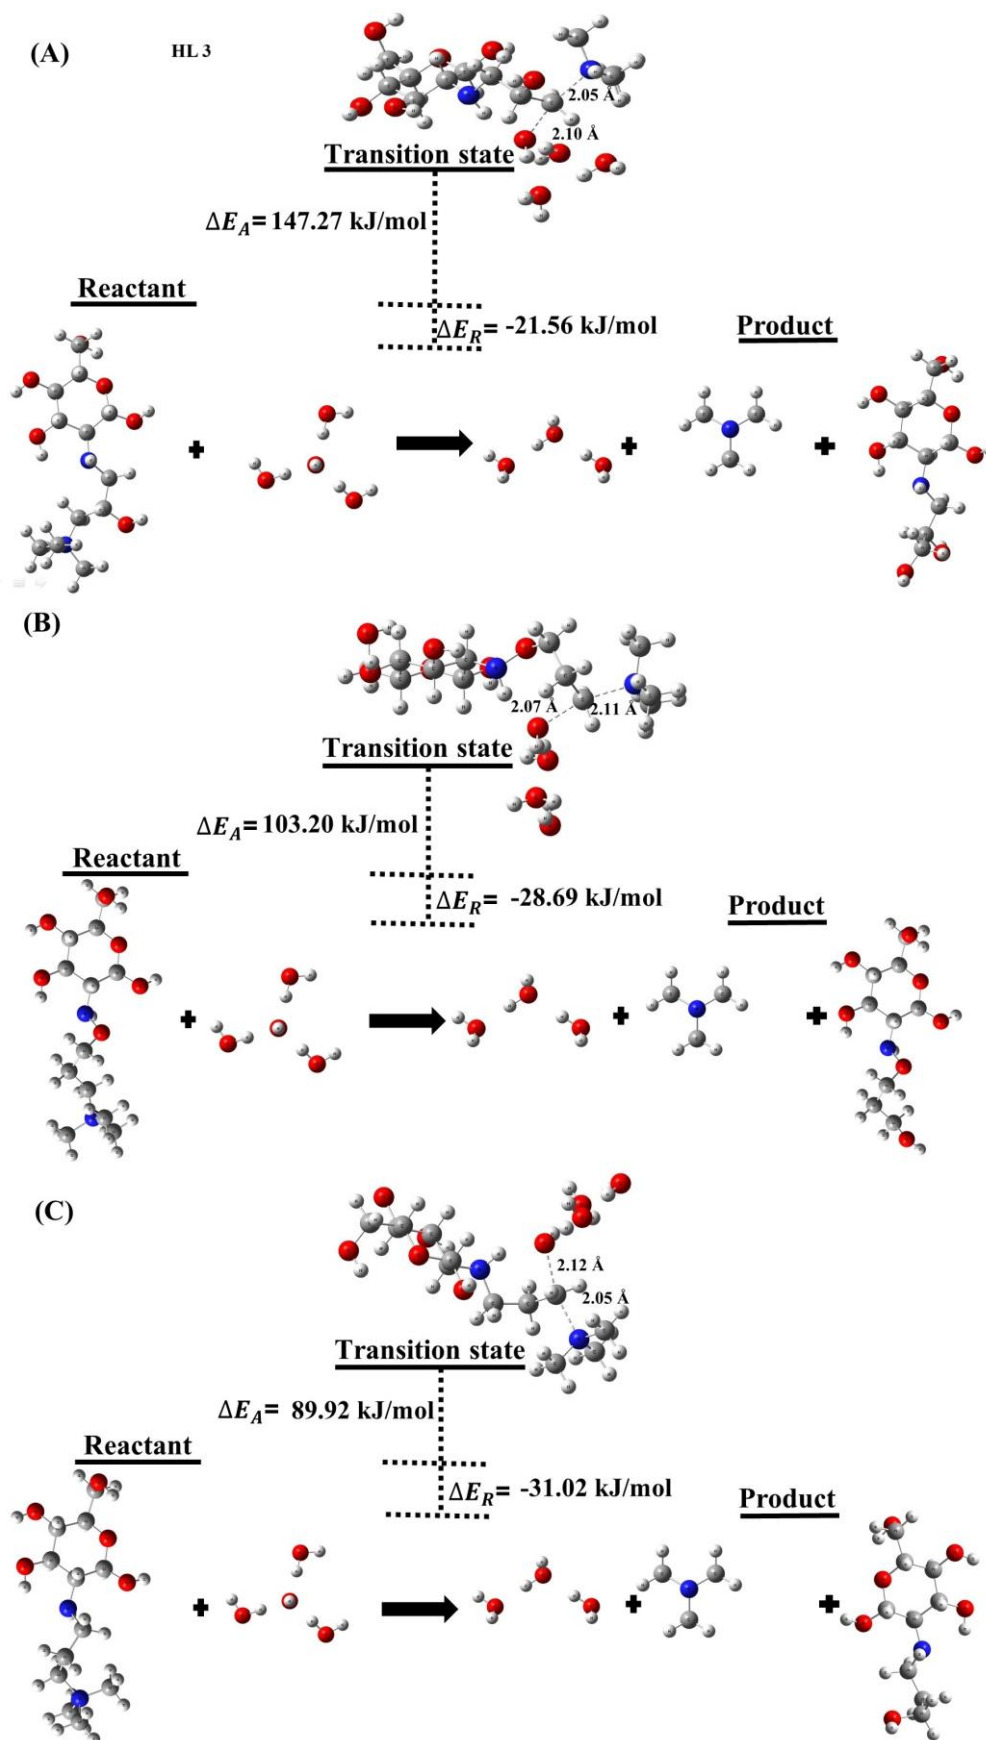 (A)
HL 3
2.05 Å
2.10 Å
Transition state
ΔE_A= 147.27 kJ/mol
Reactant
ΔE_R= -21.56 kJ/mol
Product
(B)
2.07 Å
2.11 Å
Transition state
ΔE_A= 103.20 kJ/mol
Reactant
ΔE_R= -28.69 kJ/mol
Product
(C)
2.12 Å
2.05 Å
Transition state
ΔE_A= 89.92 kJ/mol
Reactant
ΔE_R= -31.02 kJ/mol
Product